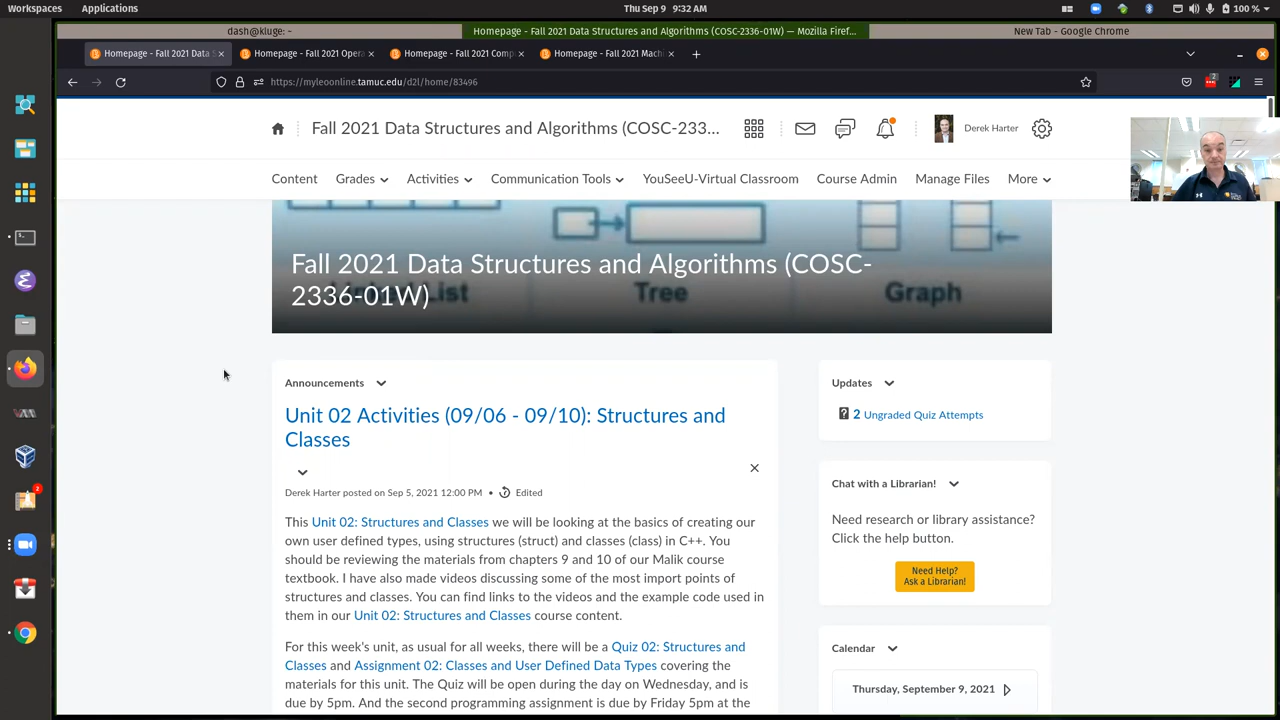 Workspaces Applications Thu Sep 9 9:32 AM 100 %
dash@kluge: ~ Homepage - Fall 2021 Data Structures and Algorithms (COSC-2336-01W) — Mozilla Firef... New Tab - Google Chrome
Homepage - Fall 2021 Data S Homepage - Fall 2021 Opera Homepage - Fall 2021 Comp Homepage - Fall 2021 Machi
https://myleoonline.tamuc.edu/d2l/home/83496
Fall 2021 Data Structures and Algorithms (COSC-233... Derek Harter
Content Grades Activities Communication Tools YouSeeU-Virtual Classroom Course Admin Manage Files More
Fall 2021 Data Structures and Algorithms (COSC-
2336-01W)
List Tree Graph
Announcements
Unit 02 Activities (09/06 - 09/10): Structures and
Classes
Derek Harter posted on Sep 5, 2021 12:00 PM • Edited
This Unit 02: Structures and Classes we will be looking at the basics of creating our
own user defined types, using structures (struct) and classes (class) in C++. You
should be reviewing the materials from chapters 9 and 10 of our Malik course
textbook. I have also made videos discussing some of the most import points of
structures and classes. You can find links to the videos and the example code used in
them in our Unit 02: Structures and Classes course content.
For this week's unit, as usual for all weeks, there will be a Quiz 02: Structures and
Classes and Assignment 02: Classes and User Defined Data Types covering the
materials for this unit. The Quiz will be open during the day on Wednesday, and is
due by 5pm. And the second programming assignment is due by Friday 5pm at the
Updates
2 Ungraded Quiz Attempts
Chat with a Librarian!
Need research or library assistance?
Click the help button.
Need Help?
Ask a Librarian!
Calendar
Thursday, September 9, 2021